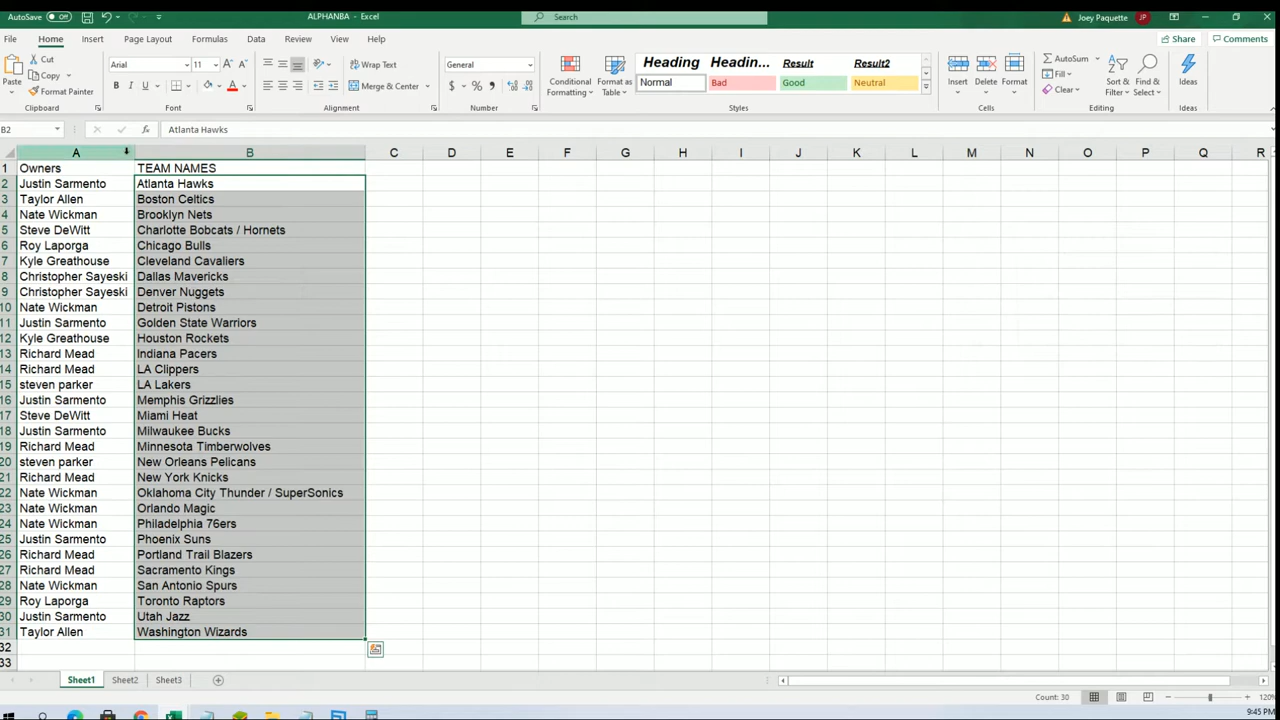 AutoSave Off ALPHANBA - Excel Search Joey Paquette JP
File Home Insert Page Layout Formulas Data Review View Help Share Comments
Paste Cut Copy Format Painter Clipboard
Arial 11 B I U Font
Wrap Text Merge & Center Alignment
General $ % Number
Conditional Formatting Format as Table
Heading Headin... Result Result2
Normal Bad Good Neutral Styles
Insert Delete Format Cells
AutoSum Fill Clear Sort & Filter Find & Select Editing
Ideas Ideas
B2 fx Atlanta Hawks
A B C D E F G H I J K L M N O P Q R
1 Owners TEAM NAMES
2 Justin Sarmento Atlanta Hawks
3 Taylor Allen Boston Celtics
4 Nate Wickman Brooklyn Nets
5 Steve DeWitt Charlotte Bobcats / Hornets
6 Roy Laporga Chicago Bulls
7 Kyle Greathouse Cleveland Cavaliers
8 Christopher Sayeski Dallas Mavericks
9 Christopher Sayeski Denver Nuggets
10 Nate Wickman Detroit Pistons
11 Justin Sarmento Golden State Warriors
12 Kyle Greathouse Houston Rockets
13 Richard Mead Indiana Pacers
14 Richard Mead LA Clippers
15 steven parker LA Lakers
16 Justin Sarmento Memphis Grizzlies
17 Steve DeWitt Miami Heat
18 Justin Sarmento Milwaukee Bucks
19 Richard Mead Minnesota Timberwolves
20 steven parker New Orleans Pelicans
21 Richard Mead New York Knicks
22 Nate Wickman Oklahoma City Thunder / SuperSonics
23 Nate Wickman Orlando Magic
24 Nate Wickman Philadelphia 76ers
25 Justin Sarmento Phoenix Suns
26 Richard Mead Portland Trail Blazers
27 Richard Mead Sacramento Kings
28 Nate Wickman San Antonio Spurs
29 Roy Laporga Toronto Raptors
30 Justin Sarmento Utah Jazz
31 Taylor Allen Washington Wizards
32
33
Sheet1 Sheet2 Sheet3
Count: 30 120%
9:45 PM